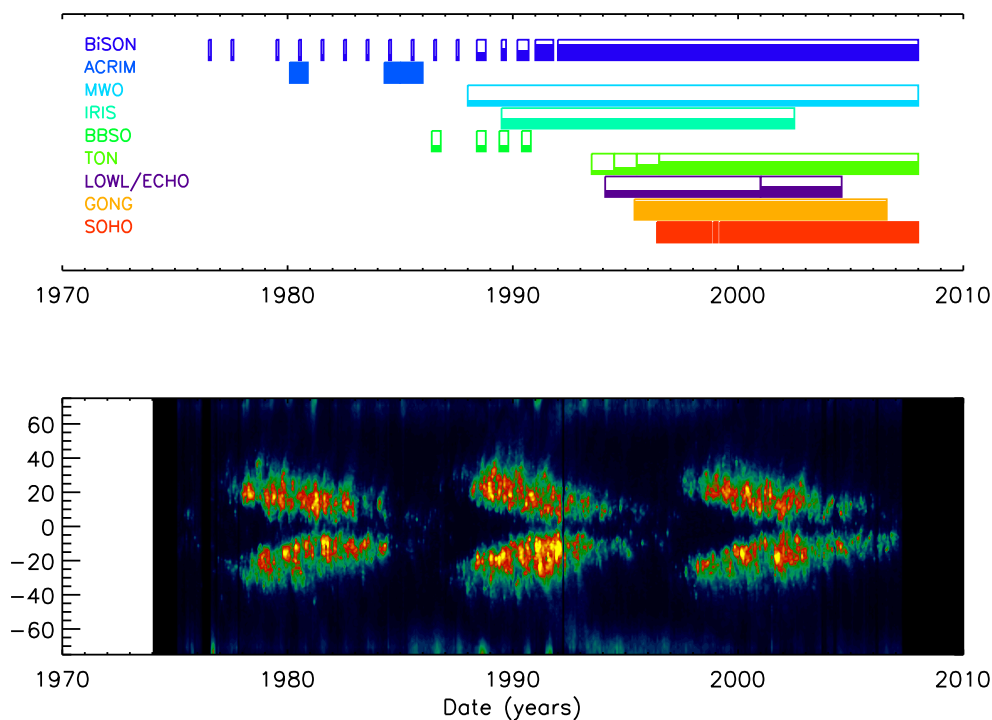 BiSON
ACRIM
MWO
IRIS
BBSO
TON
LOWL/ECHO
GONG
SOHO
1970 1980 1990 2000 2010
60
40
20
0
−20
−40
−60
1970 1980 1990 2000 2010
Date (years)